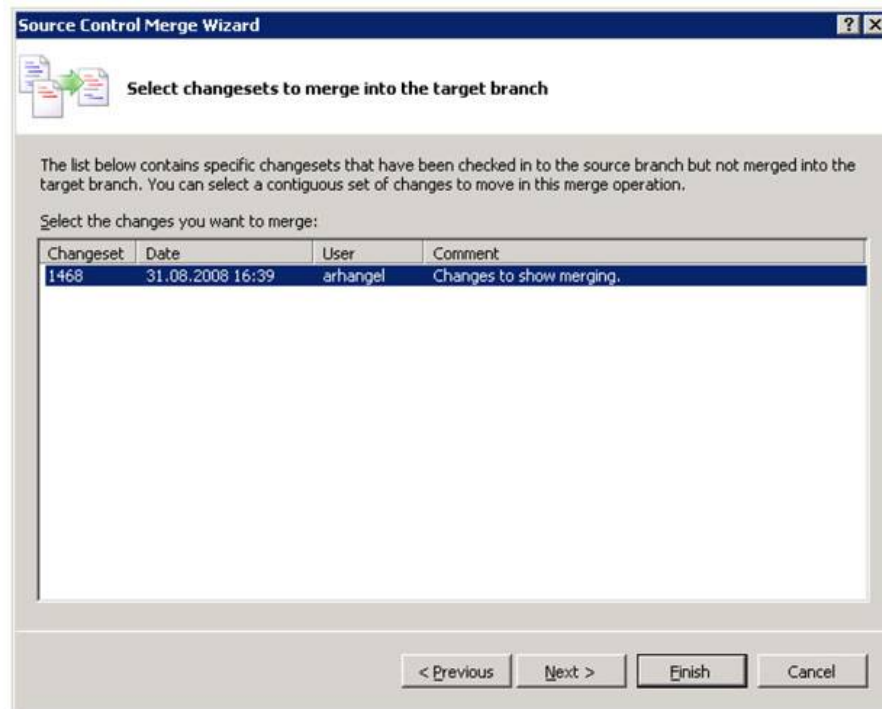 Source Control Merge Wizard
Select changesets to merge into the target branch
The list below contains specific changesets that have been checked in to the source branch but not merged into the
target branch. You can select a contiguous set of changes to move in this merge operation.
Select the changes you want to merge:
Changeset Date User Comment
1468 31.08.2008 16:39 arhangel Changes to show merging.
< Previous Next > Finish Cancel